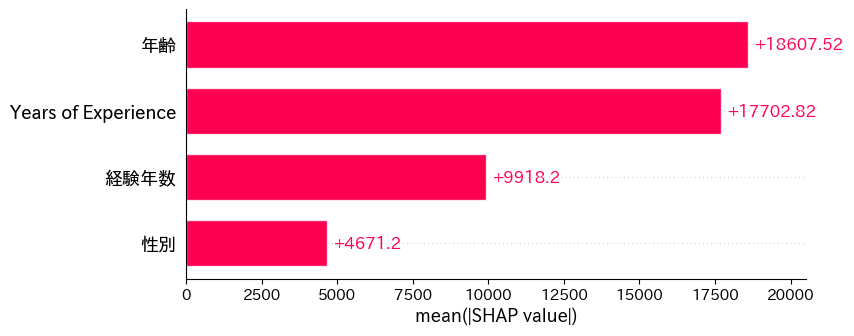 年齢 +18607.52
Years of Experience +17702.82
経験年数 +9918.2
性別 +4671.2
0 2500 5000 7500 10000 12500 15000 17500 20000
mean(|SHAP value|)